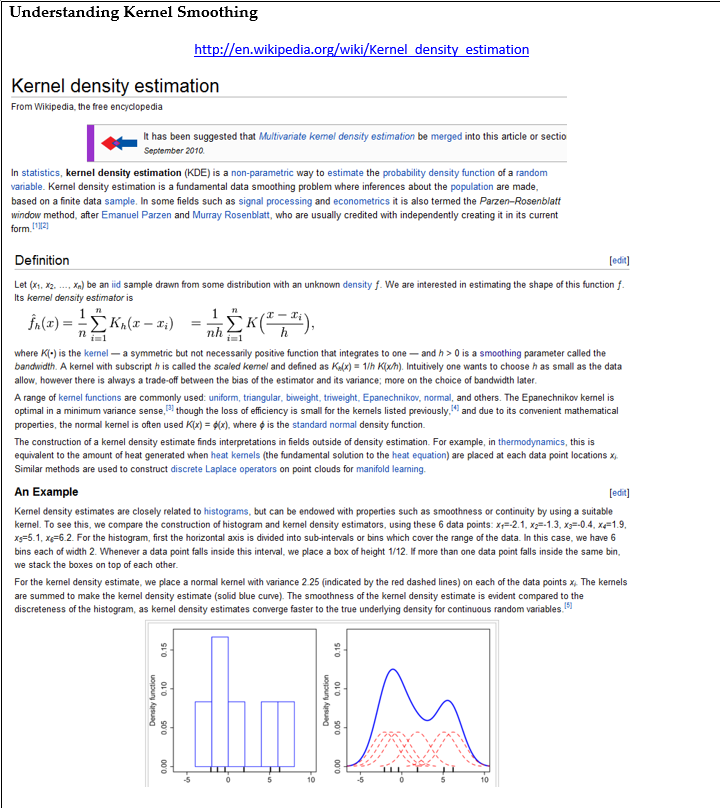 Understanding Kernel Smoothing
http://en.wikipedia.org/wiki/Kernel_density_estimation
Kernel density estimation
From Wikipedia, the free encyclopedia
It has been suggested that Multivariate kernel density estimation be merged into this article or sectio
September 2010.
In statistics, kernel density estimation (KDE) is a non-parametric way to estimate the probability density function of a random
variable. Kernel density estimation is a fundamental data smoothing problem where inferences about the population are made,
based on a finite data sample. In some fields such as signal processing and econometrics it is also termed the Parzen–Rosenblatt
window method, after Emanuel Parzen and Murray Rosenblatt, who are usually credited with independently creating it in its current
form.[1][2]
Definition [edit]
Let (x₁, x₂, …, xₙ) be an iid sample drawn from some distribution with an unknown density ƒ. We are interested in estimating the shape of this function ƒ.
Its kernel density estimator is
f̂ₕ(x) = 1/n ∑ᵢ₌₁ⁿ Kₕ(x − xᵢ) = 1/nh ∑ᵢ₌₁ⁿ K((x − xᵢ)/h),
where K(•) is the kernel — a symmetric but not necessarily positive function that integrates to one — and h > 0 is a smoothing parameter called the
bandwidth. A kernel with subscript h is called the scaled kernel and defined as Kₕ(x) = 1/h K(x/h). Intuitively one wants to choose h as small as the data
allow, however there is always a trade-off between the bias of the estimator and its variance; more on the choice of bandwidth later.
A range of kernel functions are commonly used: uniform, triangular, biweight, triweight, Epanechnikov, normal, and others. The Epanechnikov kernel is
optimal in a minimum variance sense,[3] though the loss of efficiency is small for the kernels listed previously,[4] and due to its convenient mathematical
properties, the normal kernel is often used K(x) = ϕ(x), where ϕ is the standard normal density function.
The construction of a kernel density estimate finds interpretations in fields outside of density estimation. For example, in thermodynamics, this is
equivalent to the amount of heat generated when heat kernels (the fundamental solution to the heat equation) are placed at each data point locations xᵢ.
Similar methods are used to construct discrete Laplace operators on point clouds for manifold learning.
An Example [edit]
Kernel density estimates are closely related to histograms, but can be endowed with properties such as smoothness or continuity by using a suitable
kernel. To see this, we compare the construction of histogram and kernel density estimators, using these 6 data points: x₁=-2.1, x₂=-1.3, x₃=-0.4, x₄=1.9,
x₅=5.1, x₆=6.2. For the histogram, first the horizontal axis is divided into sub-intervals or bins which cover the range of the data. In this case, we have 6
bins each of width 2. Whenever a data point falls inside this interval, we place a box of height 1/12. If more than one data point falls inside the same bin,
we stack the boxes on top of each other.
For the kernel density estimate, we place a normal kernel with variance 2.25 (indicated by the red dashed lines) on each of the data points xᵢ. The kernels
are summed to make the kernel density estimate (solid blue curve). The smoothness of the kernel density estimate is evident compared to the
discreteness of the histogram, as kernel density estimates converge faster to the true underlying density for continuous random variables.[5]
Density function
0.00 0.05 0.10 0.15
-5 0 5 10
Density function
0.00 0.05 0.10 0.15
-5 0 5 10